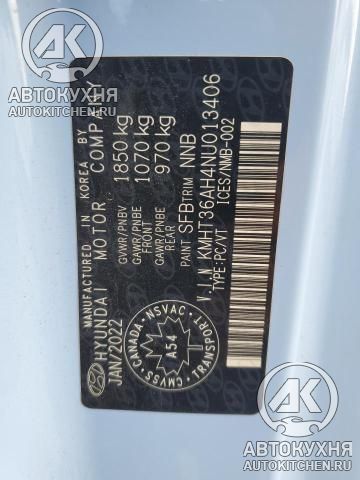 MANUFACTURED IN KOREA BY
HYUNDAI MOTOR COMPANY
JAN/2022
GVWR/PNBV 1850 kg
GAWR/PNBE FRONT 1070 kg
GAWR/PNBE REAR 970 kg
PAINT SFB TRIM NNB
V.I.N KMHT36AH4NU013406
TYPE:PC/VT ICES/NMB-002
CMVSS - NSVAC
TRANSPORT
A54
АВТОКУХНЯ
AUTOKITCHEN.RU
АВТОКУХНЯ
AUTOKITCHEN.RU